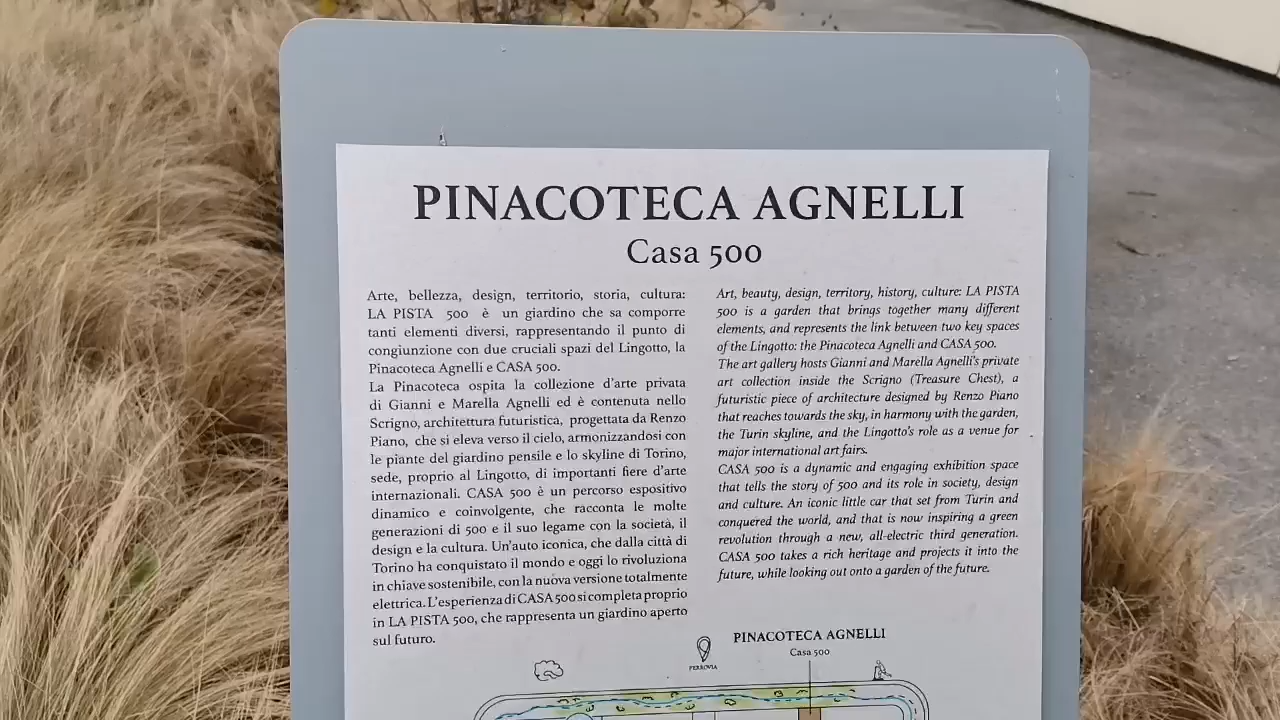 PINACOTECA AGNELLI
Casa 500
Arte, bellezza, design, territorio, storia, cultura:
LA PISTA 500 è un giardino che sa comporre
tanti elementi diversi, rappresentando il punto di
congiunzione con due cruciali spazi del Lingotto, la
Pinacoteca Agnelli e CASA 500.
La Pinacoteca ospita la collezione d'arte privata
di Gianni e Marella Agnelli ed è contenuta nello
Scrigno, architettura futuristica, progettata da Renzo
Piano, che si eleva verso il cielo, armonizzandosi con
le piante del giardino pensile e lo skyline di Torino,
sede, proprio al Lingotto, di importanti fiere d'arte
internazionali. CASA 500 è un percorso espositivo
dinamico e coinvolgente, che racconta le molte
generazioni di 500 e il suo legame con la società, il
design e la cultura. Un'auto iconica, che dalla città di
Torino ha conquistato il mondo e oggi lo rivoluziona
in chiave sostenibile, con la nuova versione totalmente
elettrica. L'esperienza di CASA 500 si completa proprio
in LA PISTA 500, che rappresenta un giardino aperto
sul futuro.
Art, beauty, design, territory, history, culture: LA PISTA
500 is a garden that brings together many different
elements, and represents the link between two key spaces
of the Lingotto: the Pinacoteca Agnelli and CASA 500.
The art gallery hosts Gianni and Marella Agnelli's private
art collection inside the Scrigno (Treasure Chest), a
futuristic piece of architecture designed by Renzo Piano
that reaches towards the sky, in harmony with the garden,
the Turin skyline, and the Lingotto's role as a venue for
major international art fairs.
CASA 500 is a dynamic and engaging exhibition space
that tells the story of 500 and its role in society, design
and culture. An iconic little car that set from Turin and
conquered the world, and that is now inspiring a green
revolution through a new, all-electric third generation.
CASA 500 takes a rich heritage and projects it into the
future, while looking out onto a garden of the future.
PINACOTECA AGNELLI
Casa 500
FERROVIA